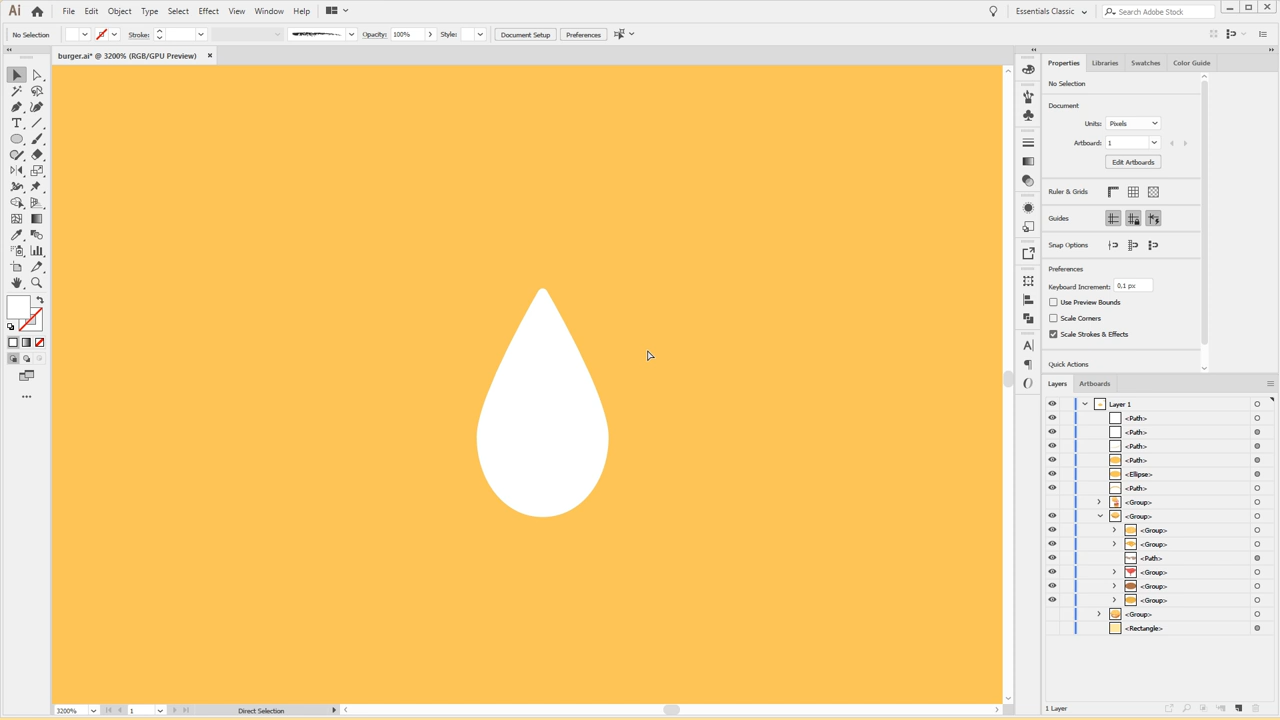 Ai File Edit Object Type Select Effect View Window Help Essentials Classic Search Adobe Stock
No Selection Stroke: Opacity: 100% Style: Document Setup Preferences
burger.ai* @ 3200% (RGB/GPU Preview) ×
Properties Libraries Swatches Color Guide
No Selection
Document
Units: Pixels
Artboard: 1
Edit Artboards
Ruler & Grids
Guides
Snap Options
Preferences
Keyboard Increment: 0,1 px
Use Preview Bounds
Scale Corners
Scale Strokes & Effects
Quick Actions
Layers Artboards
Layer 1
<Path>
<Path>
<Path>
<Path>
<Ellipse>
<Path>
<Group>
<Group>
<Group>
<Group>
<Path>
<Group>
<Group>
<Group>
<Group>
<Rectangle>
1 Layer
3200% 1 Direct Selection